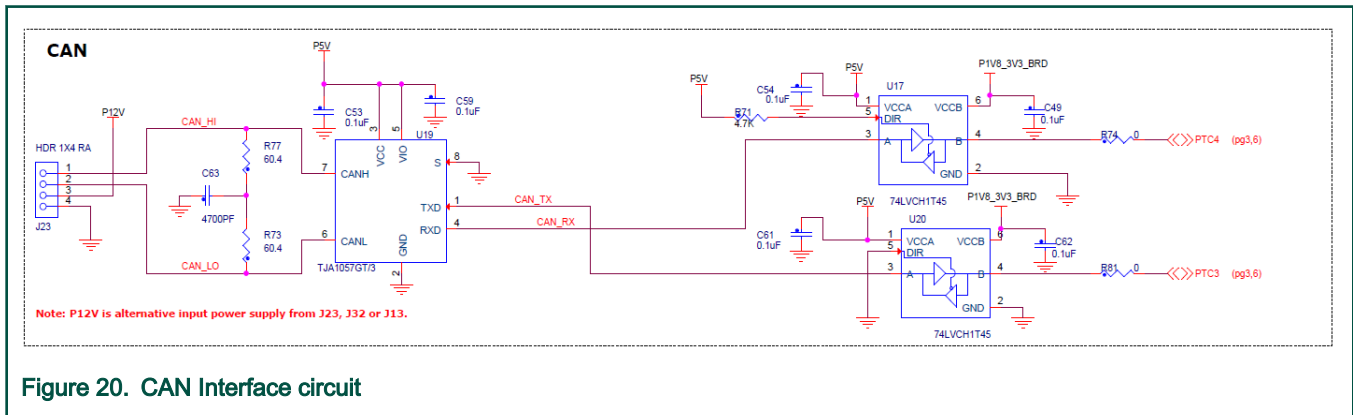 CAN
P5V
P12V
CAN_HI
C53
0.1uF
C59
0.1uF
U19
HDR 1X4 RA
1
2
3
4
J23
R77
60.4
C63
4700PF
R73
60.4
CAN_LO
3
5
VCC
VIO
7
CANH
S
8
TXD
1
CAN_TX
RXD
4
CAN_RX
6
CANL
GND
2
TJA1057GT/3
P5V
R71
4.7K
C54
0.1uF
P5V
U17
P1V8_3V3_BRD
1
VCCA
VCCB
6
5
DIR
C49
0.1uF
3
A
B
4
R74
0
PTC4
(pg3,6)
GND
2
74LVCH1T45
P5V
U20
P1V8_3V3_BRD
C61
0.1uF
1
VCCA
VCCB
6
5
DIR
C62
0.1uF
3
A
B
4
R81
0
PTC3
(pg3,6)
GND
2
74LVCH1T45
Note: P12V is alternative input power supply from J23, J32 or J13.
Figure 20. CAN Interface circuit